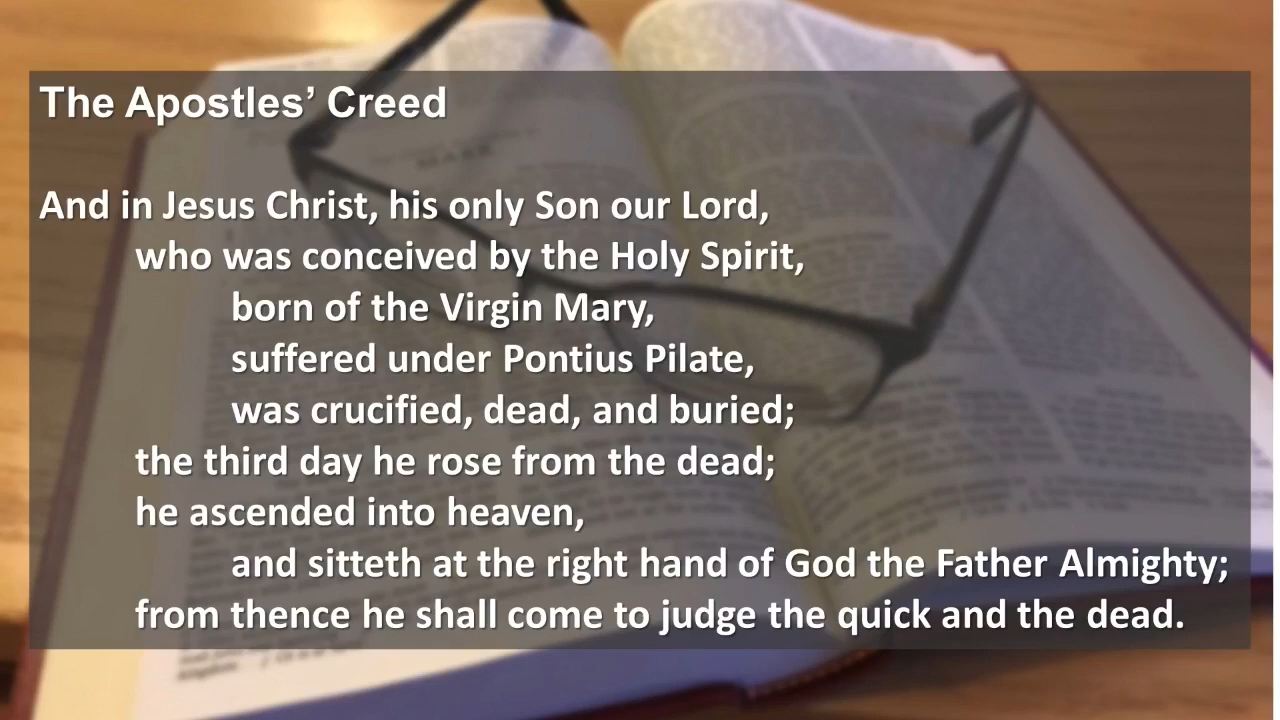 The Apostles’ Creed
And in Jesus Christ, his only Son our Lord,
who was conceived by the Holy Spirit,
born of the Virgin Mary,
suffered under Pontius Pilate,
was crucified, dead, and buried;
the third day he rose from the dead;
he ascended into heaven,
and sitteth at the right hand of God the Father Almighty;
from thence he shall come to judge the quick and the dead.